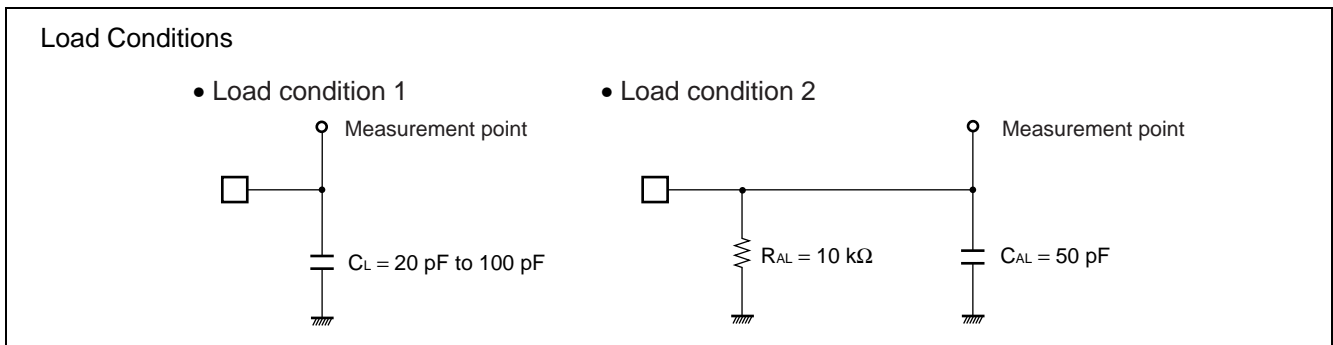 Load Conditions
• Load condition 1
• Load condition 2
Measurement point
Measurement point
CL = 20 pF to 100 pF
RAL = 10 kΩ
CAL = 50 pF